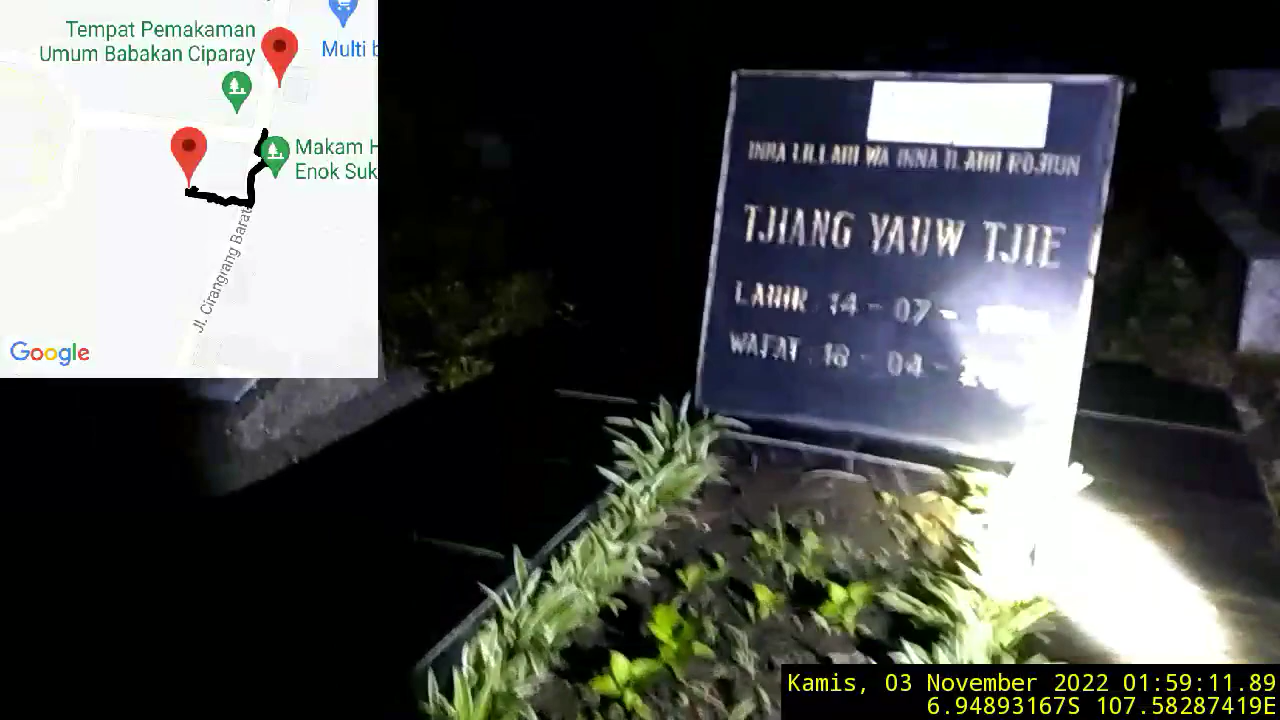 Tempat Pemakaman
Umum Babakan Ciparay
Multi b
Makam H
Enok Suk
Jl. Cirangrang Barat
Google
INNA LILLAHI WA INNA ILAIHI ROJIUN
TJIANG YAUW TJIE
LAHIR : 14 - 07 -
WAFAT : 18 - 04 -
Kamis, 03 November 2022 01:59:11.89
6.94893167S 107.58287419E